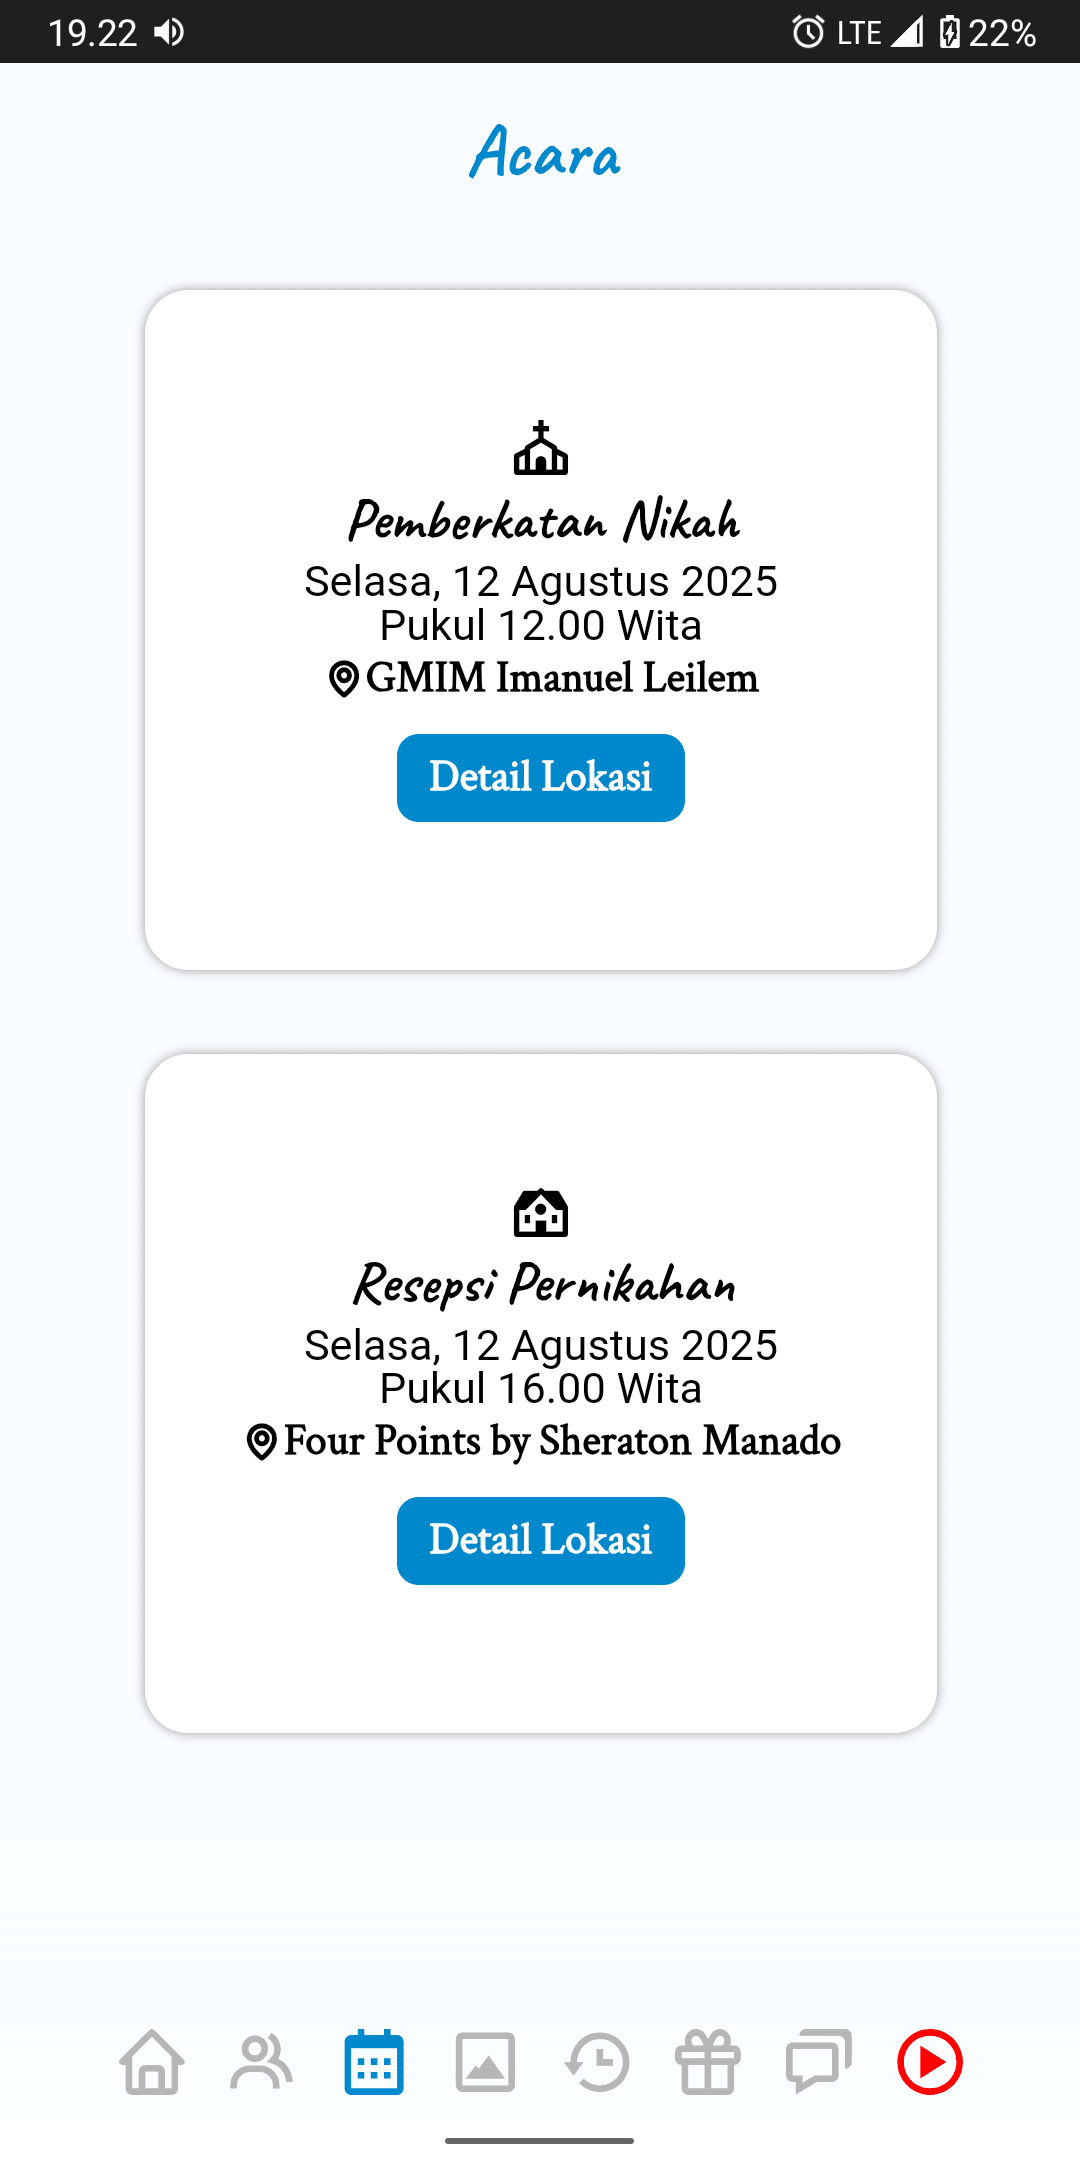 19.22
LTE
22%
Acara
Pemberkatan Nikah
Selasa, 12 Agustus 2025
Pukul 12.00 Wita
GMIM Imanuel Leilem
Detail Lokasi
Resepsi Pernikahan
Selasa, 12 Agustus 2025
Pukul 16.00 Wita
Four Points by Sheraton Manado
Detail Lokasi